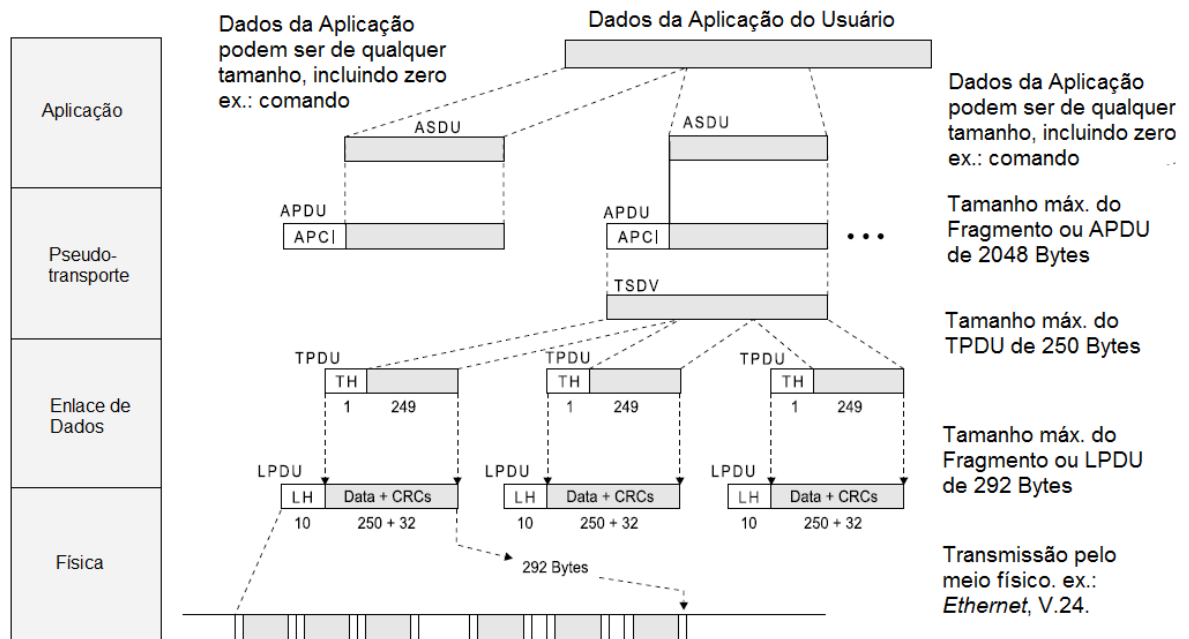 Dados da Aplicação
podem ser de qualquer
tamanho, incluindo zero
ex.: comando
Dados da Aplicação do Usuário
Aplicação
ASDU
ASDU
Dados da Aplicação
podem ser de qualquer
tamanho, incluindo zero
ex.: comando
Pseudo-
transporte
APDU
APCI
APDU
APCI
• • •
Tamanho máx. do
Fragmento ou APDU
de 2048 Bytes
TSDV
Tamanho máx. do
TPDU de 250 Bytes
Enlace de
Dados
TPDU
TH
1 249
TPDU
TH
1 249
TPDU
TH
1 249
Tamanho máx. do
Fragmento ou LPDU
de 292 Bytes
LPDU
LH Data + CRCs
10 250 + 32
LPDU
LH Data + CRCs
10 250 + 32
LPDU
LH Data + CRCs
10 250 + 32
Física
292 Bytes
Transmissão pelo
meio físico. ex.:
Ethernet, V.24.